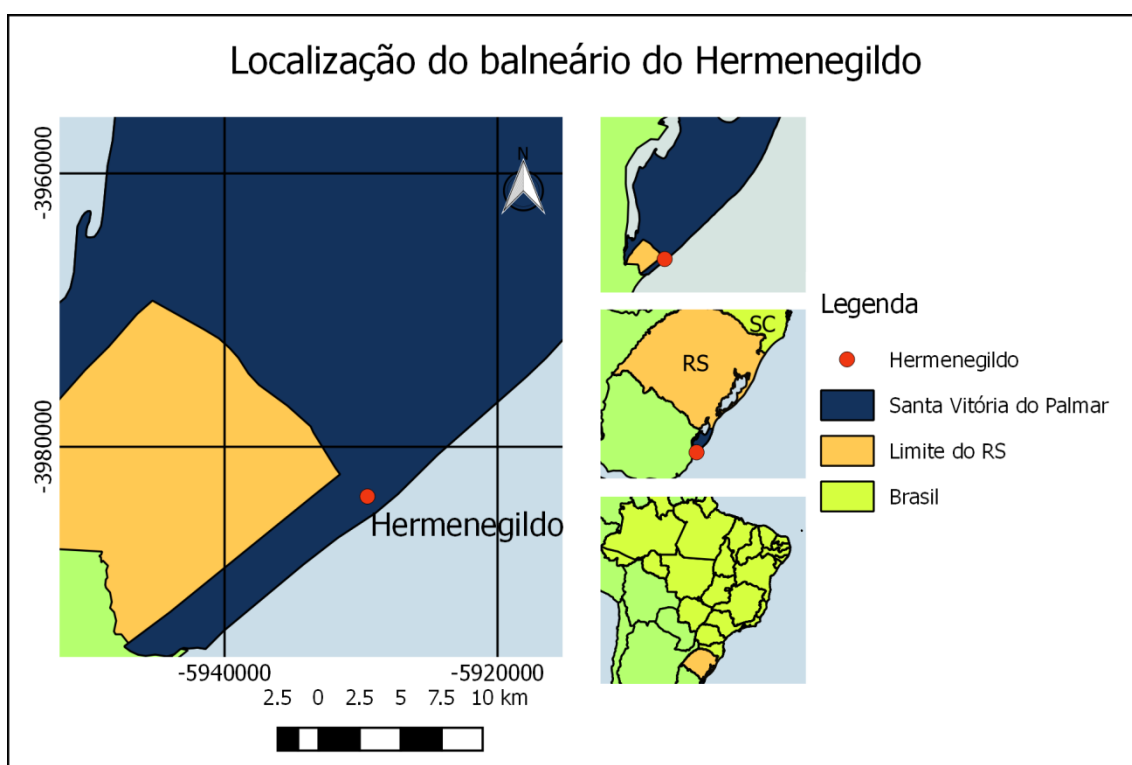 Localização do balneário do Hermenegildo
-3960000
N
-3980000
Hermenegildo
-5940000
-5920000
2.5 0 2.5 5 7.5 10 km
SC
RS
Legenda
Hermenegildo
Santa Vitória do Palmar
Limite do RS
Brasil